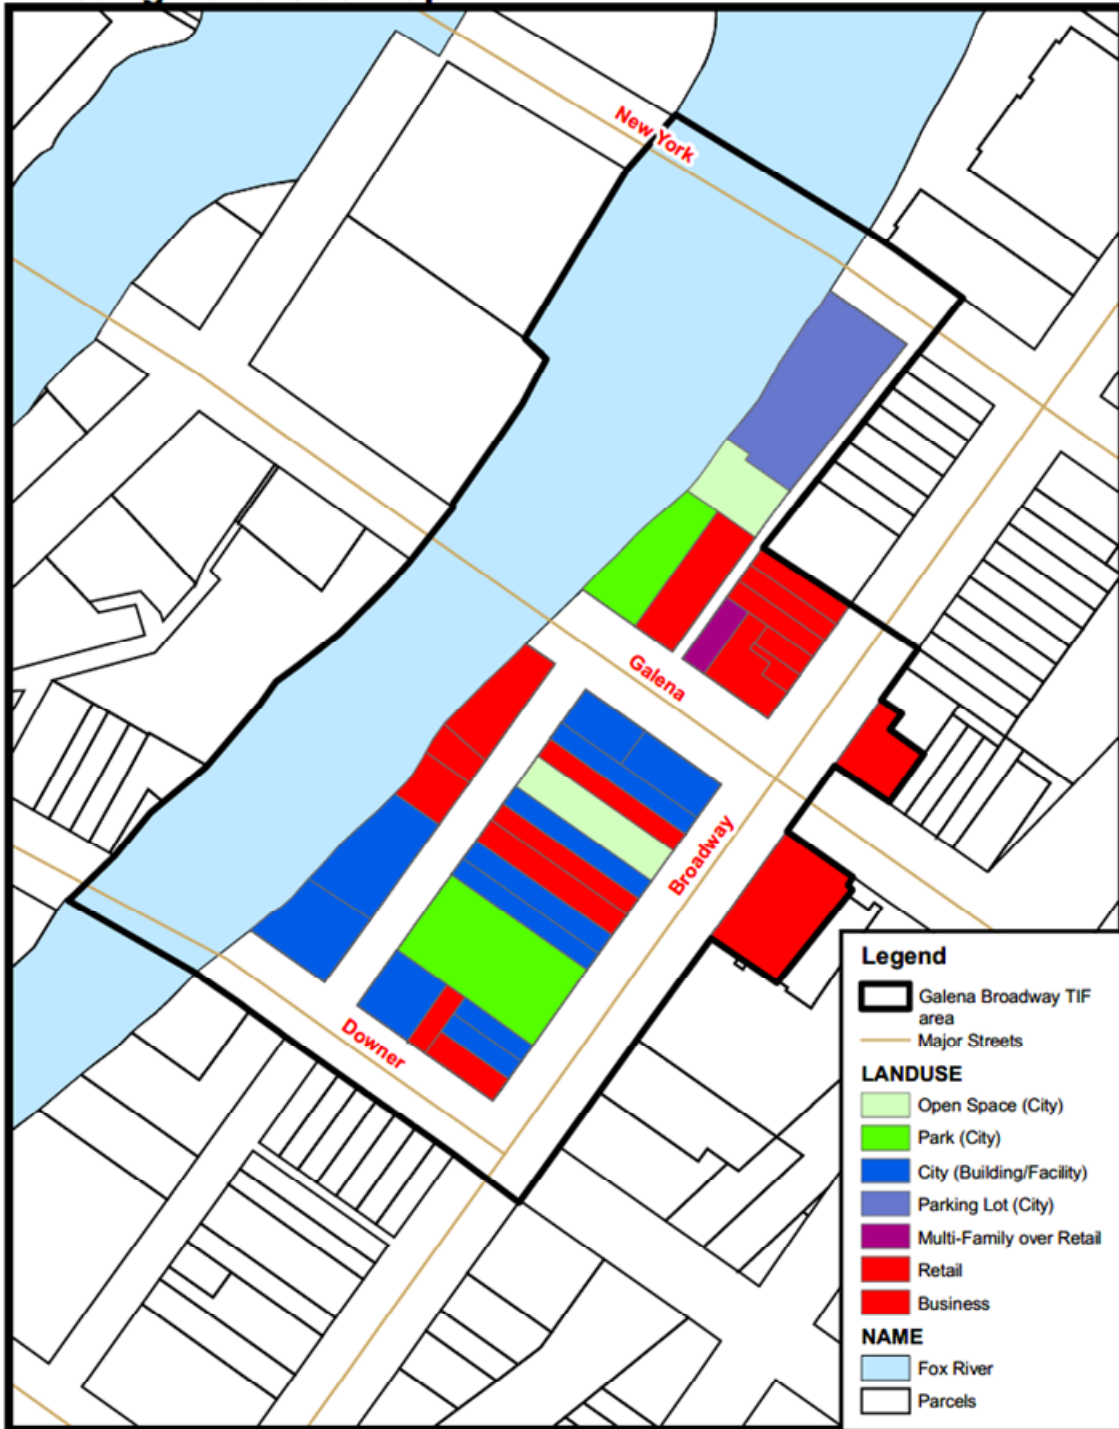 New York
Galena
Broadway
Downer
Legend
Galena Broadway TIF
area
Major Streets
LANDUSE
Open Space (City)
Park (City)
City (Building/Facility)
Parking Lot (City)
Multi-Family over Retail
Retail
Business
NAME
Fox River
Parcels